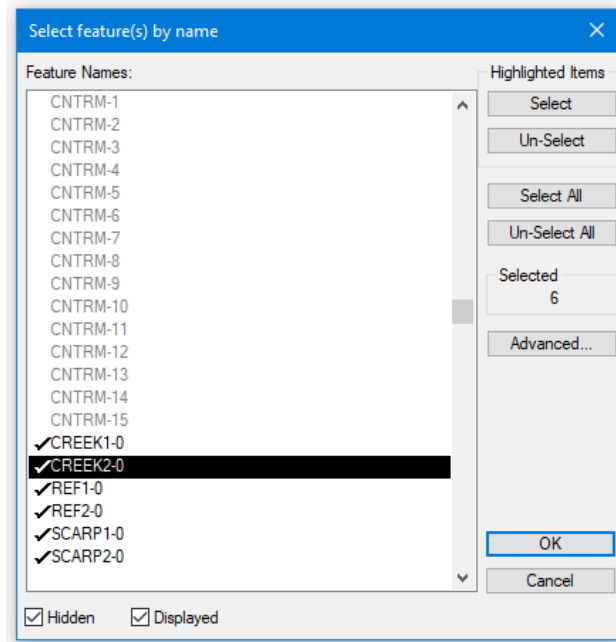 Select feature(s) by name
Feature Names:
CNTRM-1
CNTRM-2
CNTRM-3
CNTRM-4
CNTRM-5
CNTRM-6
CNTRM-7
CNTRM-8
CNTRM-9
CNTRM-10
CNTRM-11
CNTRM-12
CNTRM-13
CNTRM-14
CNTRM-15
CREEK1-0
CREEK2-0
REF1-0
REF2-0
SCARP1-0
SCARP2-0
Hidden
Displayed
Highlighted Items
Select
Un-Select
Select All
Un-Select All
Selected
6
Advanced...
OK
Cancel